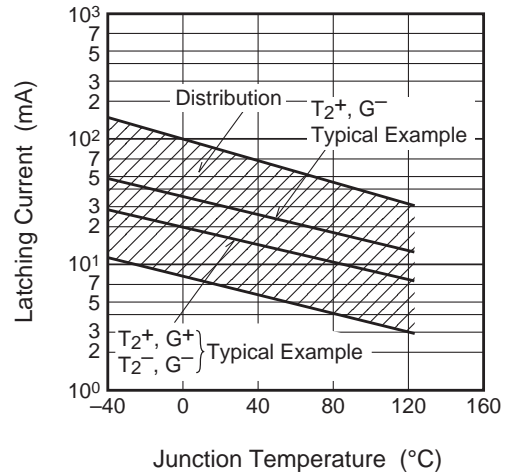 Latching Current (mA)
10³
7
5
3
2
10²
7
5
3
2
10¹
7
5
3
2
10⁰
Distribution
T₂⁺, G⁻
Typical Example
T₂⁺, G⁺
T₂⁻, G⁻
Typical Example
–40 0 40 80 120 160
Junction Temperature (°C)